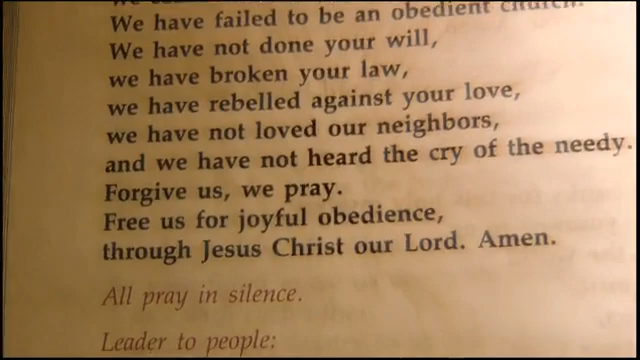 We have failed to be an obedient church.
We have not done your will,
we have broken your law,
we have rebelled against your love,
we have not loved our neighbors,
and we have not heard the cry of the needy.
Forgive us, we pray.
Free us for joyful obedience,
through Jesus Christ our Lord. Amen.
All pray in silence.
Leader to people: